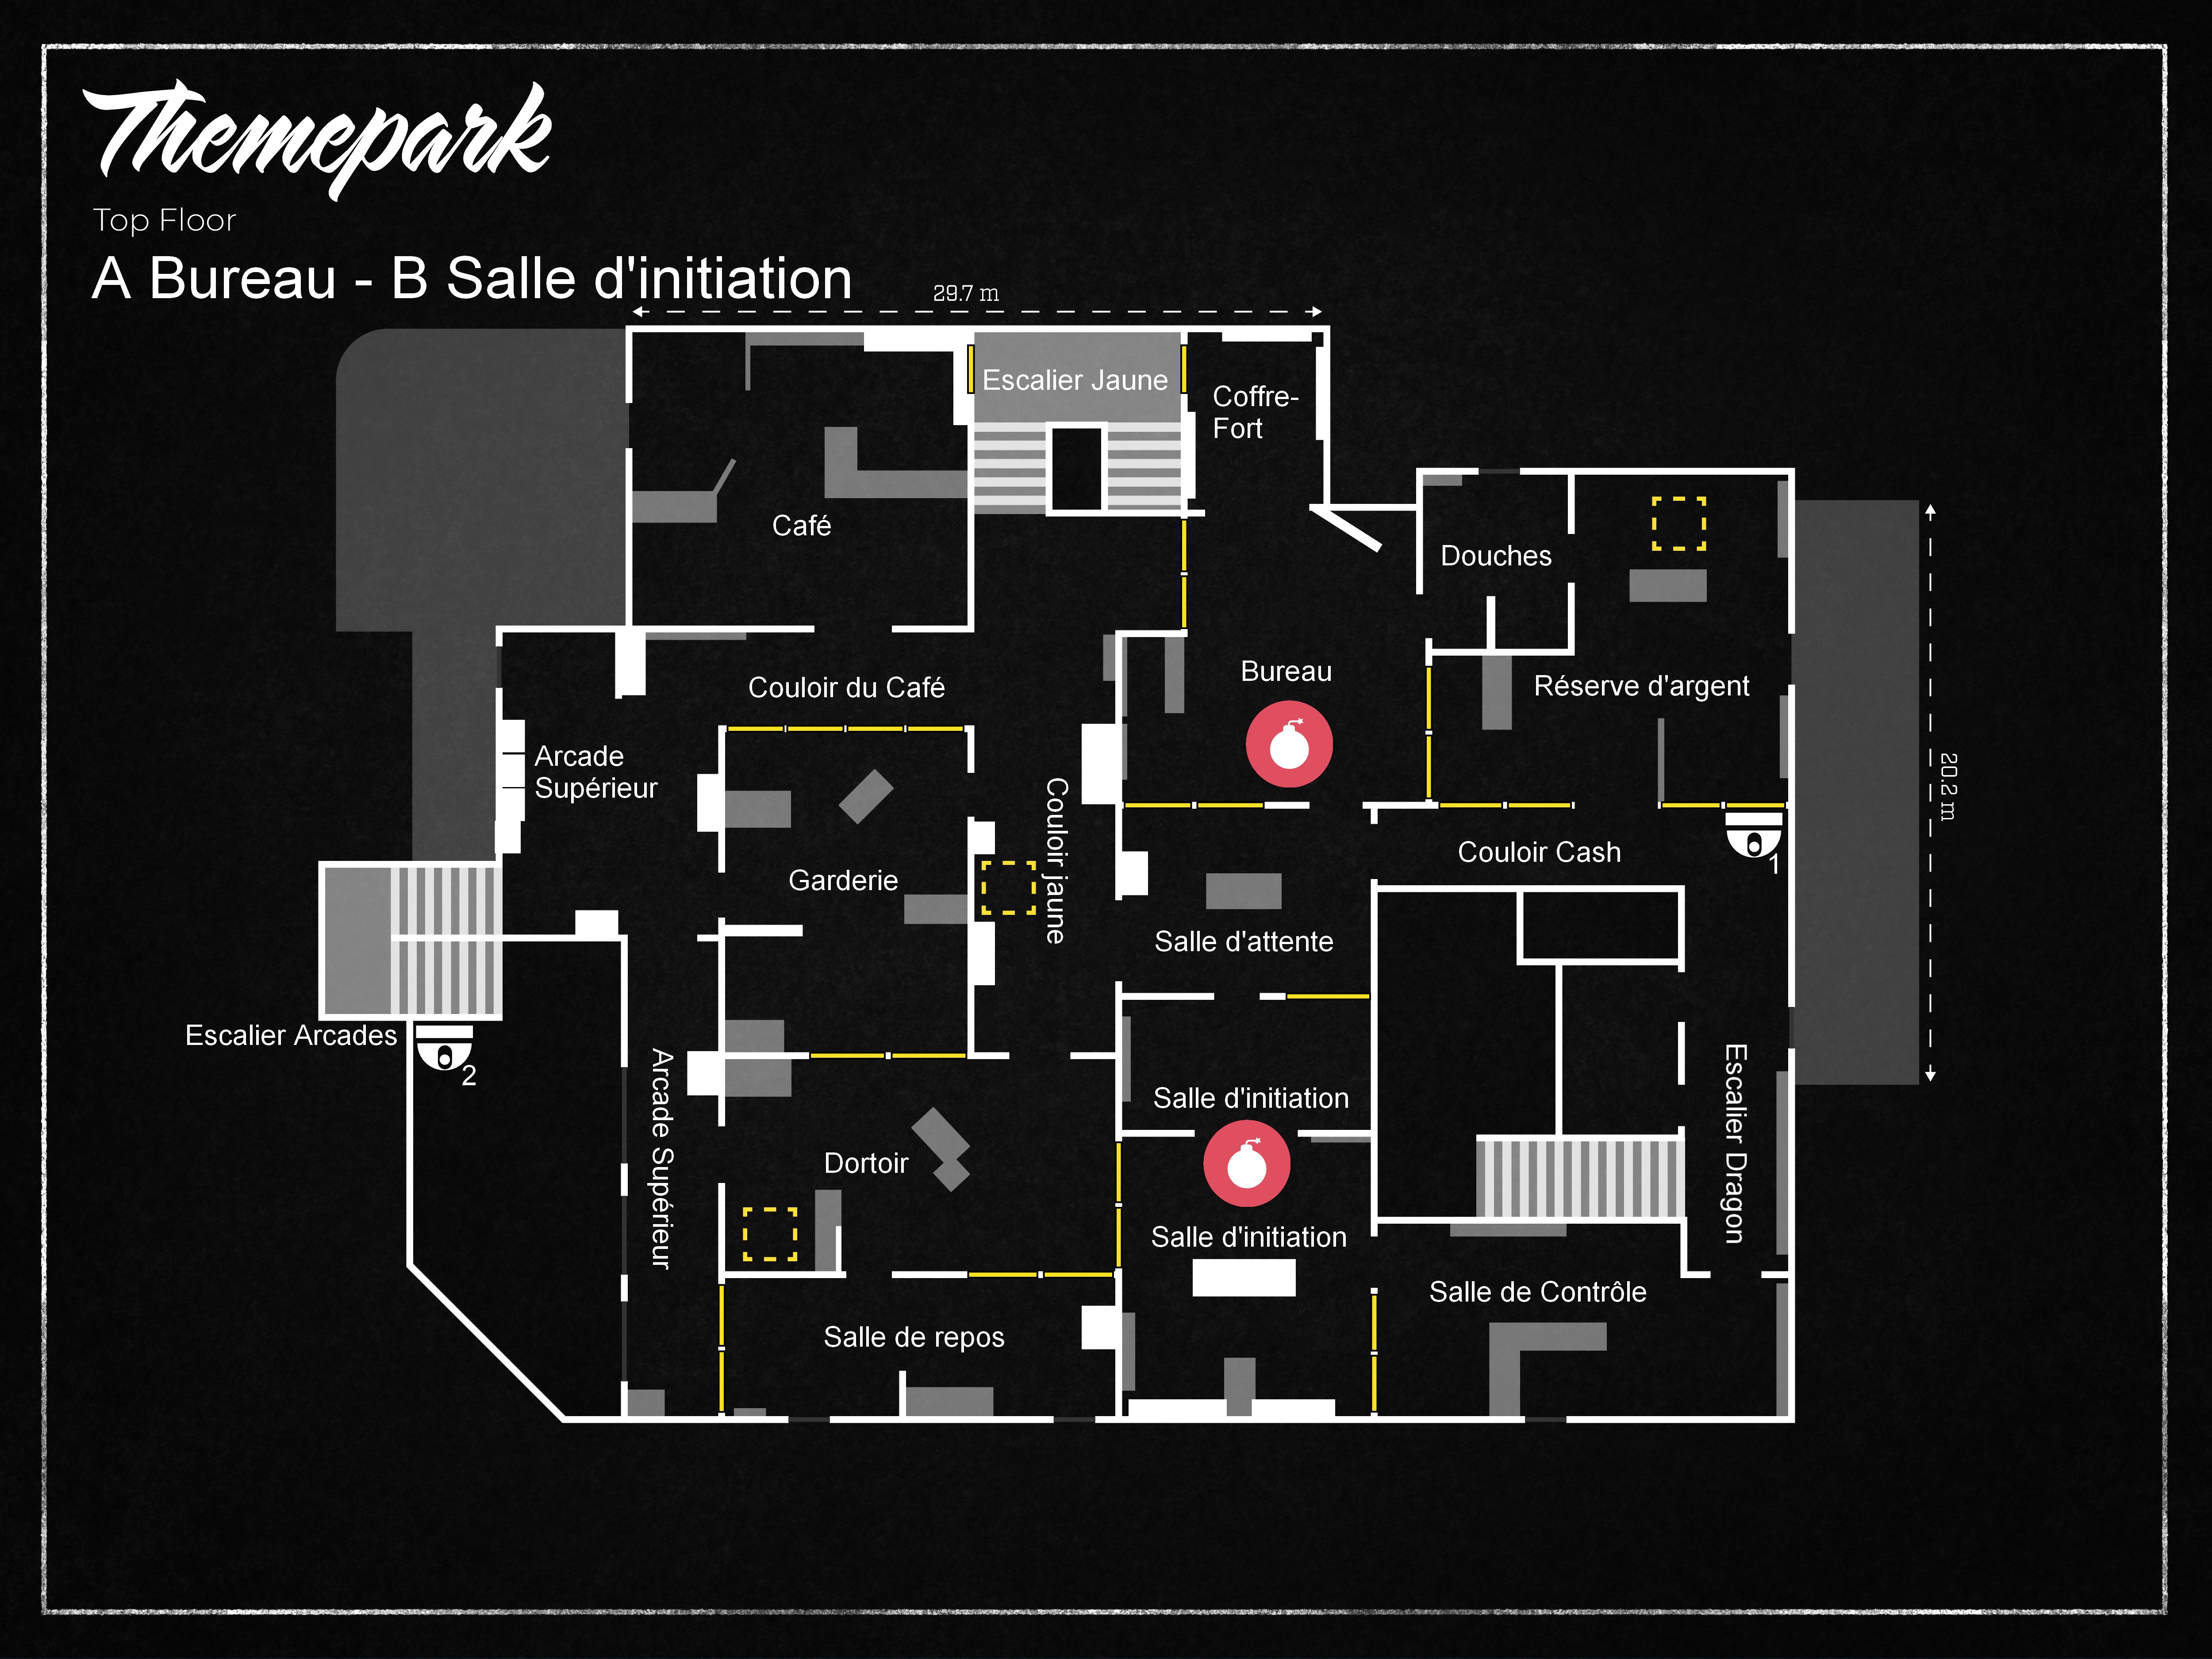 Themepark
Top Floor
A Bureau - B Salle d'initiation
29.7 m
Escalier Jaune
Coffre-
Fort
Café
Douches
Couloir du Café
Bureau
Réserve d'argent
Arcade
Supérieur
Couloir jaune
20.2 m
Garderie
Couloir Cash
1
Salle d'attente
Escalier Arcades
2
Arcade Supérieur
Salle d'initiation
Escalier Dragon
Dortoir
Salle d'initiation
Salle de Contrôle
Salle de repos